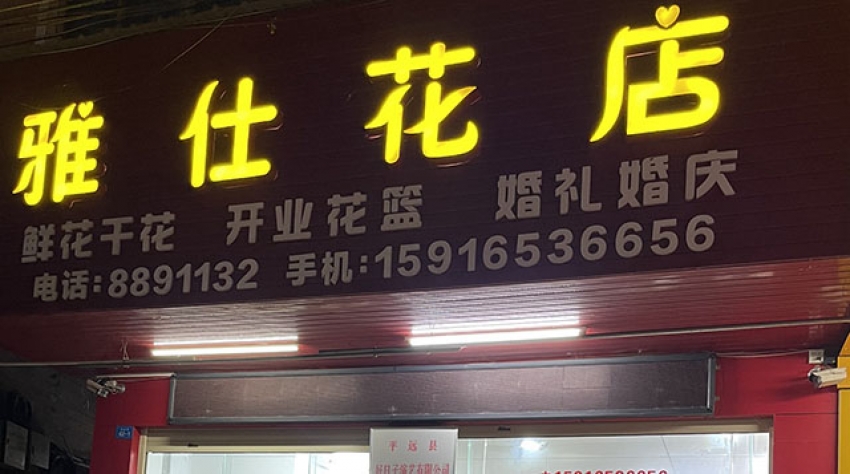 雅仕花店
鲜花干花 开业花篮 婚礼婚庆
电话:8891132 手机:15916536656
平远县